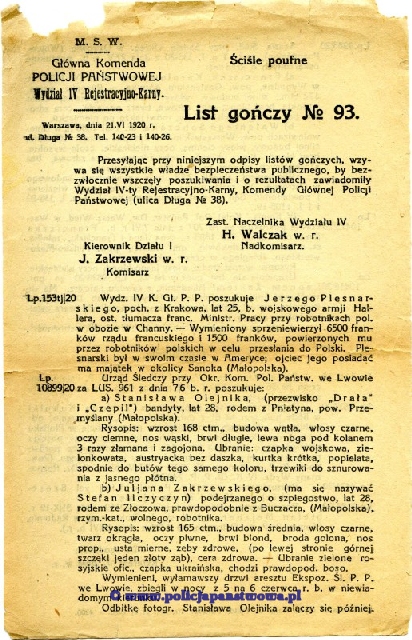 M. S. W.
Główna Komenda
POLICJI PAŃSTWOWEJ
Wydział IV Rejestracyjno-Karny.
Ściśle poufne
List gończy № 93.
Warszawa, dnia 21.VI 1920 r.
ul. Długa № 38. Tel. 140-23 i 140-26.
Przesyłając przy niniejszym odpisy listów gończych, wzy-
wa się wszystkie władze bezpieczeństwa publicznego, by bez-
zwłocznie wszczęły poszukiwania i o rezultatach zawiadomiły
Wydział IV-ty Rejestracyjno-Karny, Komendy Głównej Policji
Państwowej (ulica Długa № 38).
Zast. Naczelnika Wydziału IV
H. Walczak w. r.
Nadkomisarz.
Kierownik Działu I
J. Zakrzewski w. r.
Komisarz
Lp. 153tj20 Wydz. IV K. Gł. P. P. poszukuje Jerzego Plesnar-
skiego, poch. z Krakowa, lat 25, b. wojskowego armji Hal-
lera, ost. tłumacza franc. Ministr. Pracy przy robotnikach pol.
w obozie w Channy. — Wymieniony sprzeniewierzył 6500 fran-
ków rządu francuskiego i 1500 franków, powierzonych mu
przez robotników polskich w celu przesłania do Polski. Ple-
snarski był w swoim czasie w Ameryce; ojciec jego posiadać
ma majątek w okolicy Sanoka (Małopolska).
Lp. 10899|20 Urząd Śledczy przy Okr. Kom. Pol. Państw. we Lwowie
za LUS. 961 z dnia 7 6 b. r. poszukuje:
a) Stanisława Olejnika, (przezwisko „Drała"
i „Czepil") bandyty, lat 28, rodem z Pniatyna, pow. Prze-
myślany (Małopolska).
Rysopis: wzrost 168 ctm., budowa wątła, włosy czarne,
oczy ciemne, nos wąski, brwi długie, lewa noga pod kolanem
3 razy złamana i zagojona. Ubranie: czapka wojskowa, zie-
lonkowata, austryacka bez daszka, kurtka krótka, popielata,
spodnie do butów tego samego koloru, trzewiki do sznurowa-
nia z jasnego płótna.
b) Juljana Zakrzewskiego, (ma się nazywać
Stefan Ilczyczyn) podejrzanego o szpiegostwo, lat 28,
rodem ze Złoczowa, prawdopodobnie z Buczacza, (Małopolska),
rzym.-kat., wolnego, robotnika.
Rysopis: wzrost 165 ctm., budowa średnia, włosy czarne,
twarz okrągła, oczy piwne, brwi blond, broda golona, nos
prop., usta mierne, zęby zdrowe, (po lewej stronie górnej
szczęki jeden złoty ząb), cera zdrowa. — Ubranie zielone ro-
syjskie ofic., czapka ukraińska, chodzi prawdopod. boso.
Wymienieni, wyłamawszy drzwi aresztu Ekspoz. Śl. P. P.
we Lwowie, zbiegli w nocy z 5 na 6 czerwca r. b. w niewia-
domym
© www.policjapanstwowa.pl
Odbitkę fotogr. Stanisława Olejnika załączy się później.